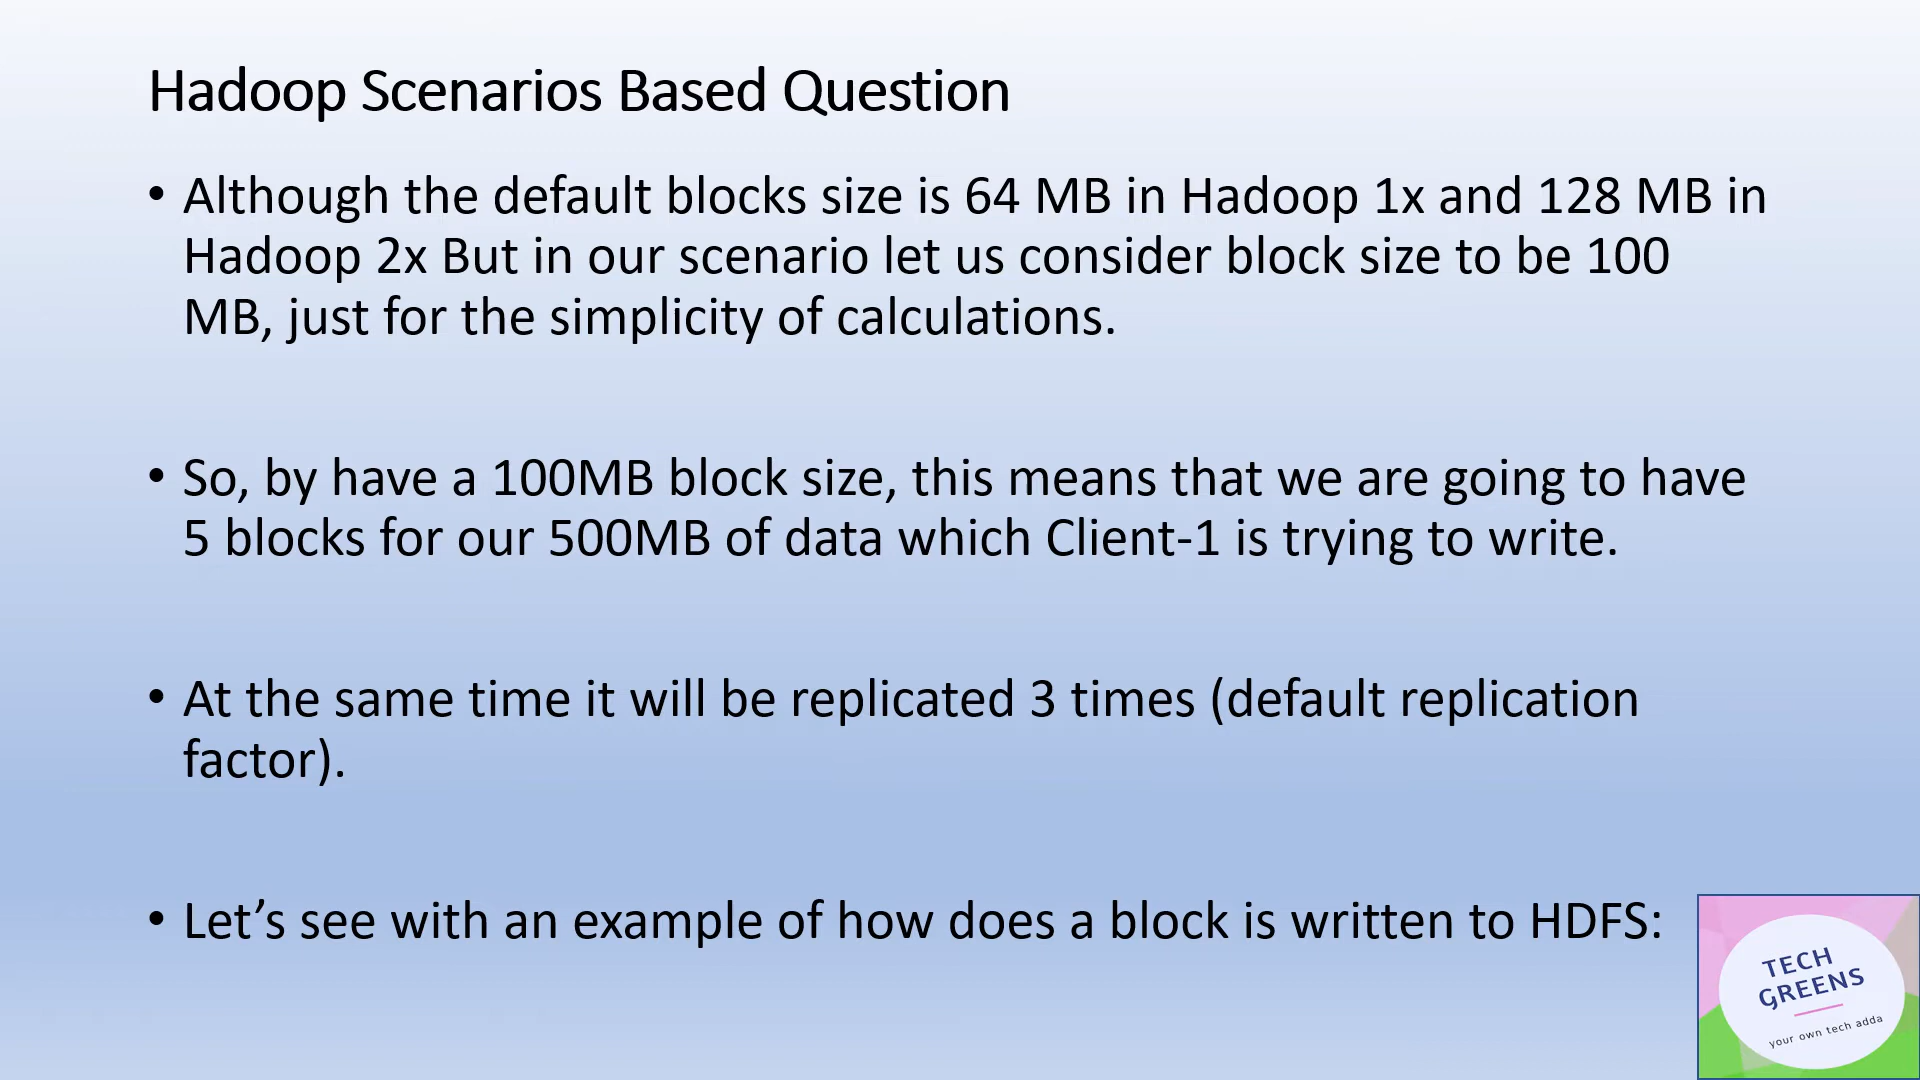 Hadoop Scenarios Based Question
• Although the default blocks size is 64 MB in Hadoop 1x and 128 MB in
Hadoop 2x But in our scenario let us consider block size to be 100
MB, just for the simplicity of calculations.
• So, by have a 100MB block size, this means that we are going to have
5 blocks for our 500MB of data which Client-1 is trying to write.
• At the same time it will be replicated 3 times (default replication
factor).
• Let’s see with an example of how does a block is written to HDFS:
TECH
GREENS
your own tech adda